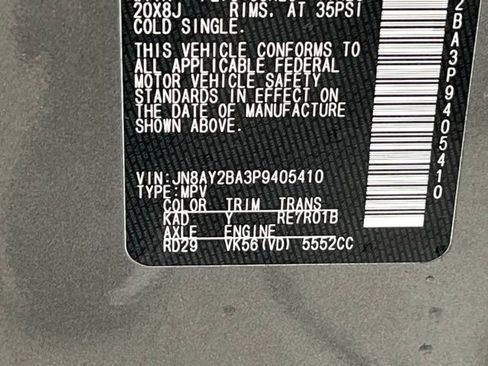 20X8J RIMS, AT 35PSI
COLD SINGLE.
THIS VEHICLE CONFORMS TO
ALL APPLICABLE FEDERAL
MOTOR VEHICLE SAFETY
STANDARDS IN EFFECT ON
THE DATE OF MANUFACTURE
SHOWN ABOVE.
VIN:JN8AY2BA3P9405410
TYPE:MPV
COLOR TRIM TRANS
KAD Y RE7R01B
AXLE ENGINE
RD29 VK56(VD) 5552CC
2BA3P9405410